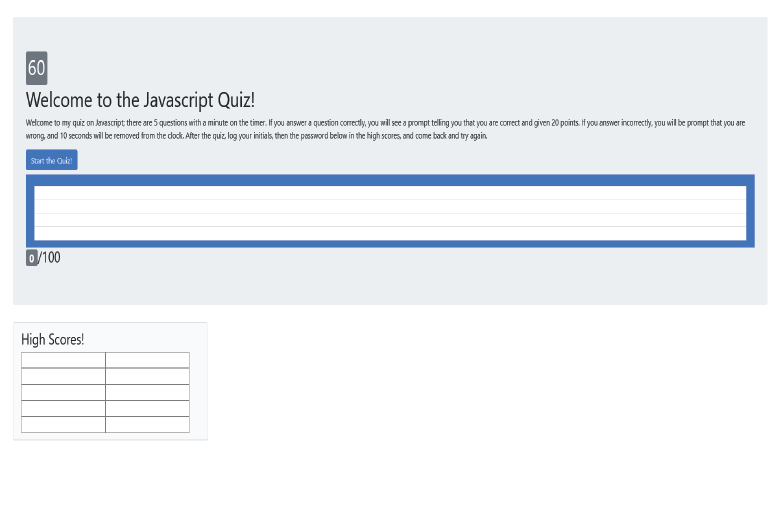 60
Welcome to the Javascript Quiz!
Welcome to my quiz on Javascript; there are 5 questions with a minute on the timer. If you answer a question correctly, you will see a prompt telling you that you are correct and given 20 points. If you answer incorrectly, you will be prompt that you are
wrong, and 10 seconds will be removed from the clock. After the quiz, log your initials, then the password below in the high scores, and come back and try again.
Start the Quiz!
0/100
High Scores!